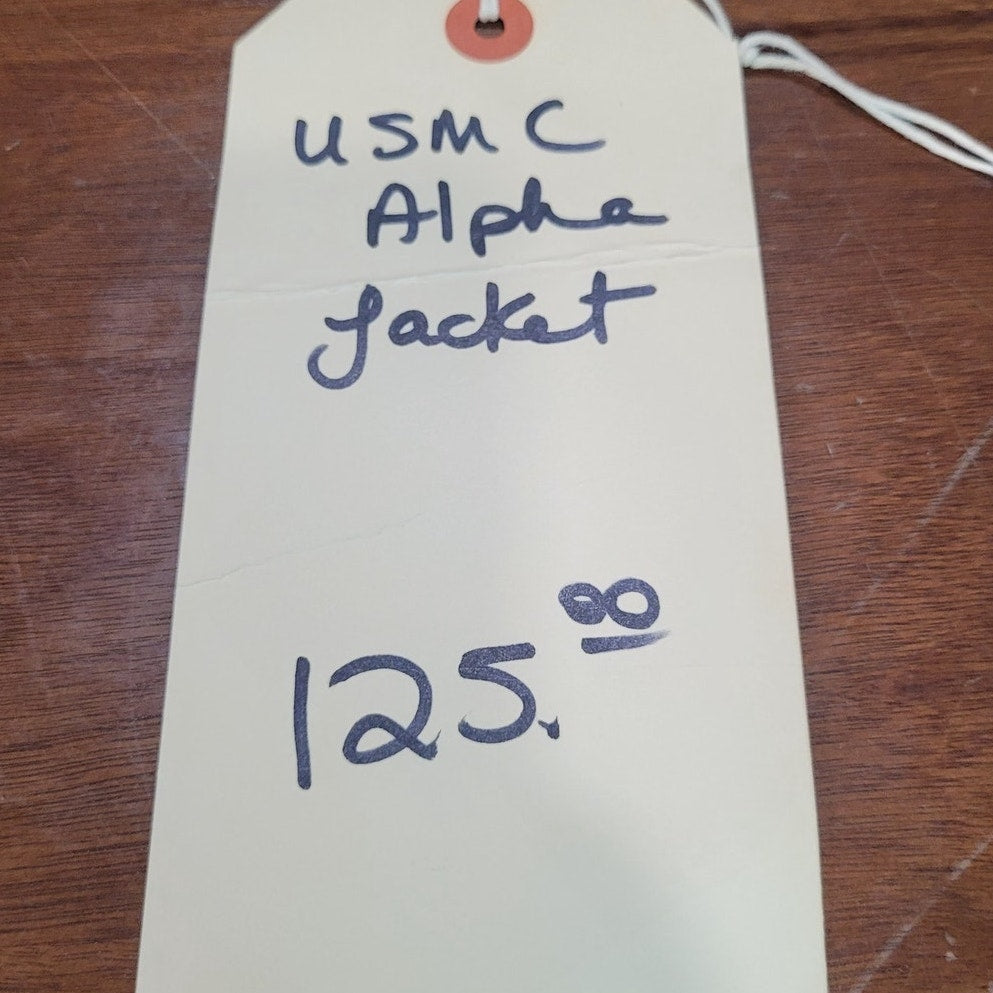 USMC
Alpha
Jacket
125.00